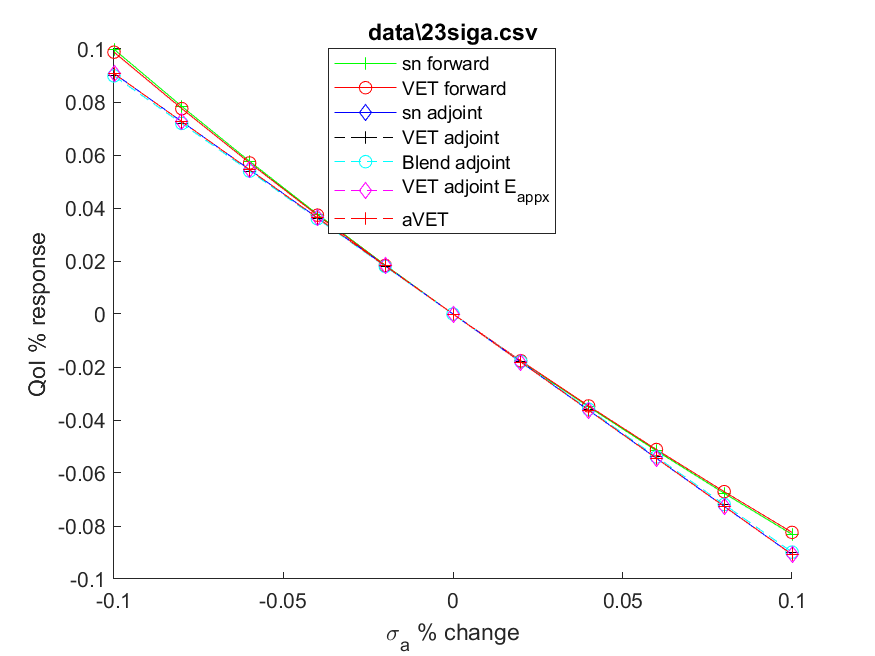 data\23siga.csv
sn forward
VET forward
sn adjoint
VET adjoint
Blend adjoint
VET adjoint E_appx
aVET
0.1
0.08
0.06
0.04
0.02
0
-0.02
-0.04
-0.06
-0.08
-0.1
QoI % response
-0.1
-0.05
0
0.05
0.1
σ_a % change